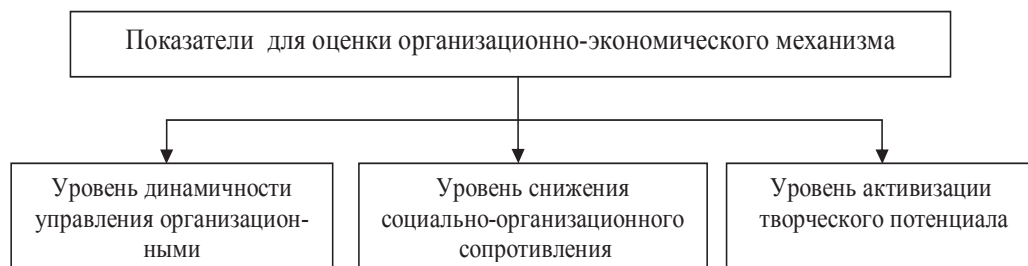 Показатели для оценки организационно-экономического механизма
Уровень динамичности
управления организацион-
ными
Уровень снижения
социально-организационного
сопротивления
Уровень активизации
творческого потенциала